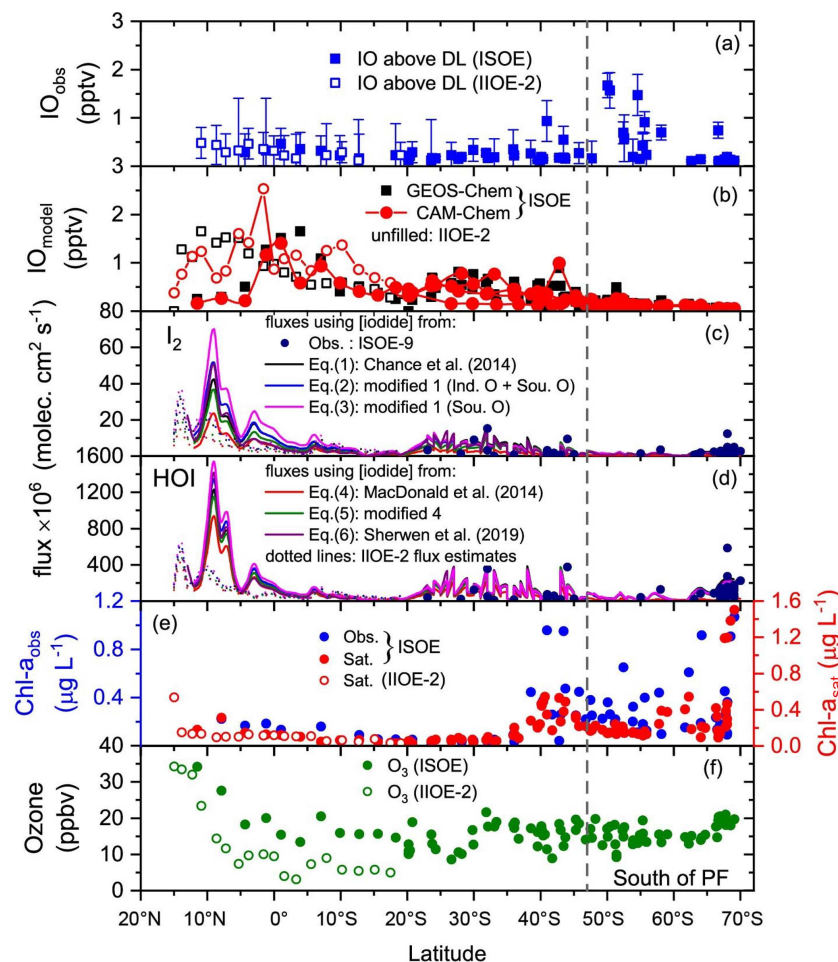 3
(a)
IO above DL (ISOE)
IO above DL (IIOE-2)
2
1
IOobs
(pptv)
3
(b)
GEOS-Chem
CAM-Chem
}ISOE
unfilled: IIOE-2
2
1
IOmodel
(pptv)
80
I2
(c)
fluxes using [iodide] from:
Obs. : ISOE-9
Eq.(1): Chance et al. (2014)
Eq.(2): modified 1 (Ind. O + Sou. O)
Eq.(3): modified 1 (Sou. O)
60
40
20
flux ×10⁶ (molec. cm² s⁻¹)
1600
HOI
(d)
fluxes using [iodide] from:
Eq.(4): MacDonald et al. (2014)
Eq.(5): modified 4
Eq.(6): Sherwen et al. (2019)
dotted lines: IIOE-2 flux estimates
1200
800
400
1.2
1.6
(e)
Obs.
Sat.
} ISOE
Sat. (IIOE-2)
0.8
0.4
Chl-aobs
(µg L⁻¹)
1.2
0.8
0.4
0.0
Chl-asat
(µg L⁻¹)
40
(f)
O3 (ISOE)
O3 (IIOE-2)
30
20
10
0
Ozone
(ppbv)
South of PF
20°N 10°N 0° 10°S 20°S 30°S 40°S 50°S 60°S 70°S
Latitude